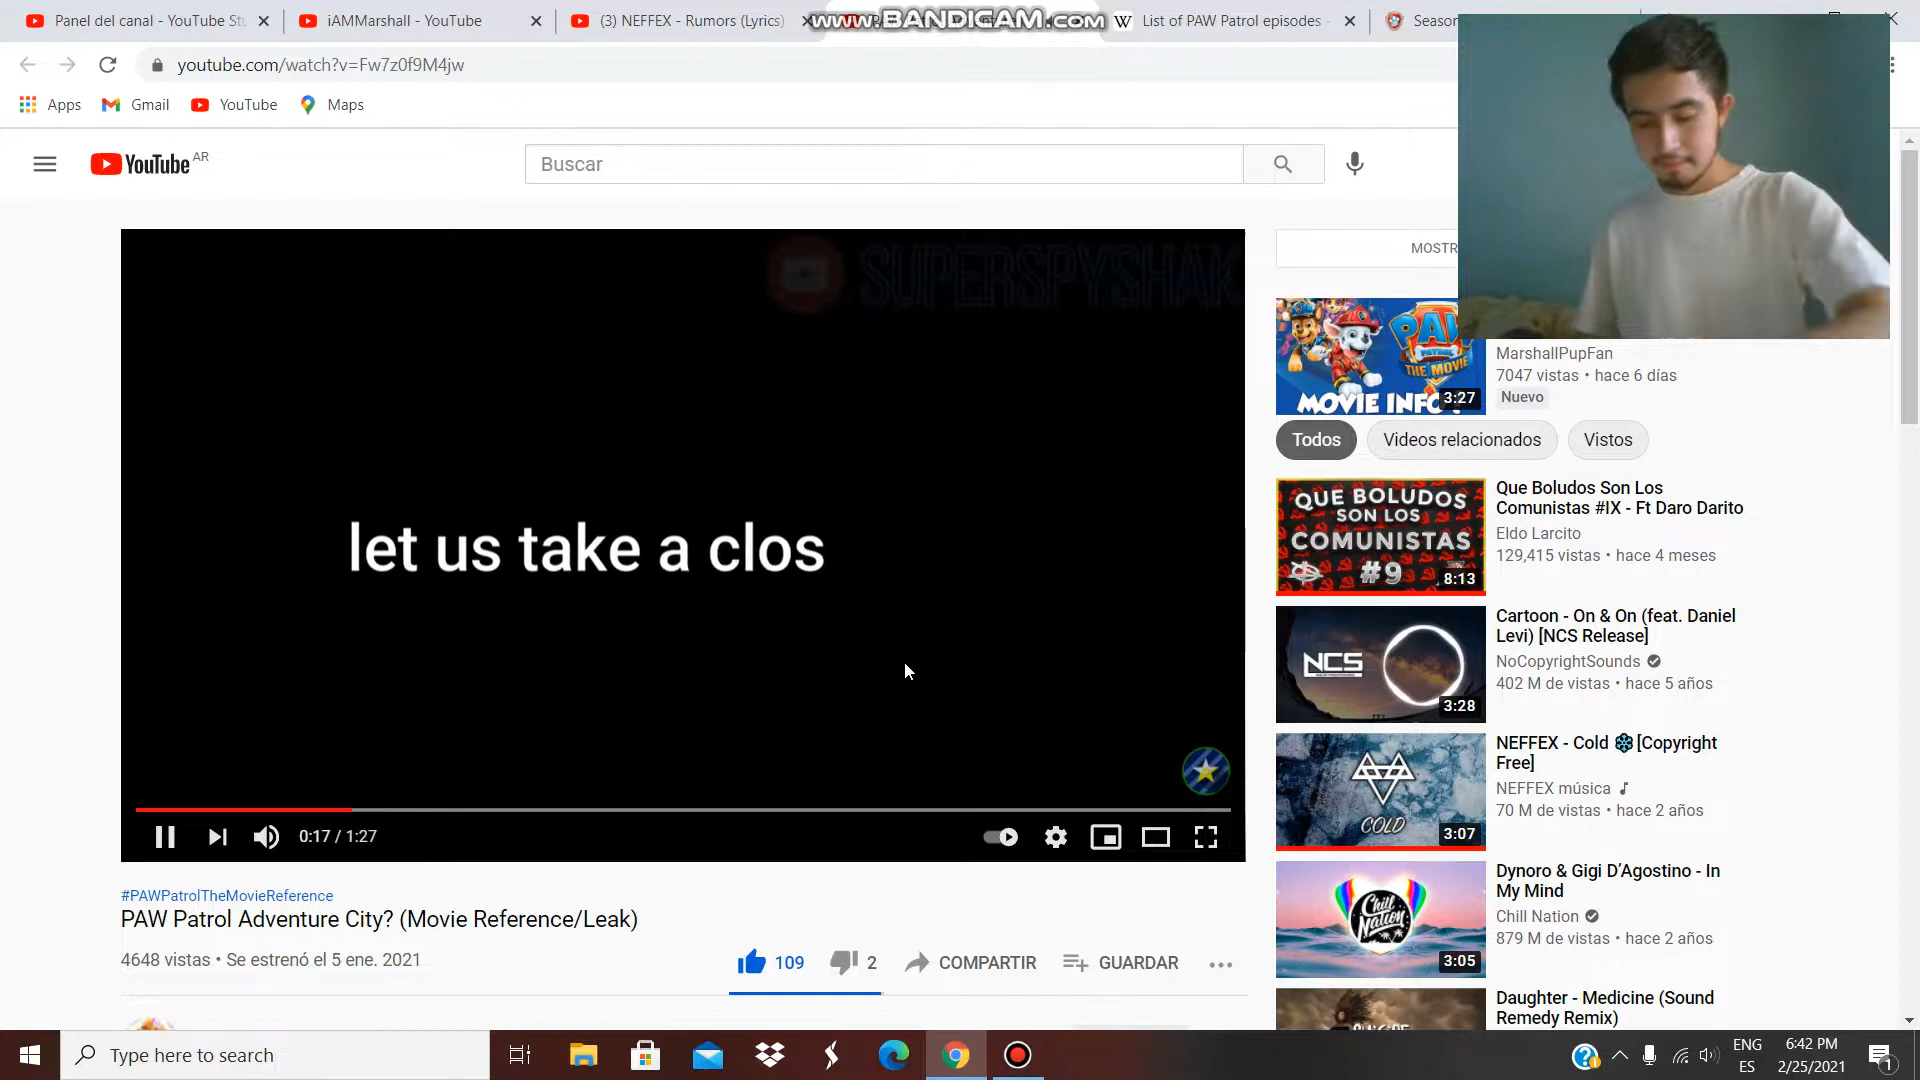 Panel del canal - YouTube St
iAMMarshall - YouTube
(3) NEFFEX - Rumors (Lyrics)
www.BANDICAM.com
List of PAW Patrol episodes -
Season
youtube.com/watch?v=Fw7z0f9M4jw
Apps
Gmail
YouTube
Maps
YouTube AR
Buscar
SUPERSPYSHAK
let us take a clos
0:17 / 1:27
#PAWPatrolTheMovieReference
PAW Patrol Adventure City? (Movie Reference/Leak)
4648 vistas • Se estrenó el 5 ene. 2021
109
2
COMPARTIR
GUARDAR
MOSTR
PAW
PATROL
THE MOVIE
MOVIE INFO
3:27
MarshallPupFan
7047 vistas • hace 6 días
Nuevo
Todos
Videos relacionados
Vistos
QUE BOLUDOS
SON LOS
COMUNISTAS
#9
8:13
Que Boludos Son Los
Comunistas #IX - Ft Daro Darito
Eldo Larcito
129,415 vistas • hace 4 meses
NCS
3:28
Cartoon - On & On (feat. Daniel
Levi) [NCS Release]
NoCopyrightSounds
402 M de vistas • hace 5 años
COLD
3:07
NEFFEX - Cold ❄[Copyright
Free]
NEFFEX música
70 M de vistas • hace 2 años
Chill
Nation
3:05
Dynoro & Gigi D'Agostino - In
My Mind
Chill Nation
879 M de vistas • hace 2 años
Daughter - Medicine (Sound
Remedy Remix)
Type here to search
ENG
ES
6:42 PM
2/25/2021
1